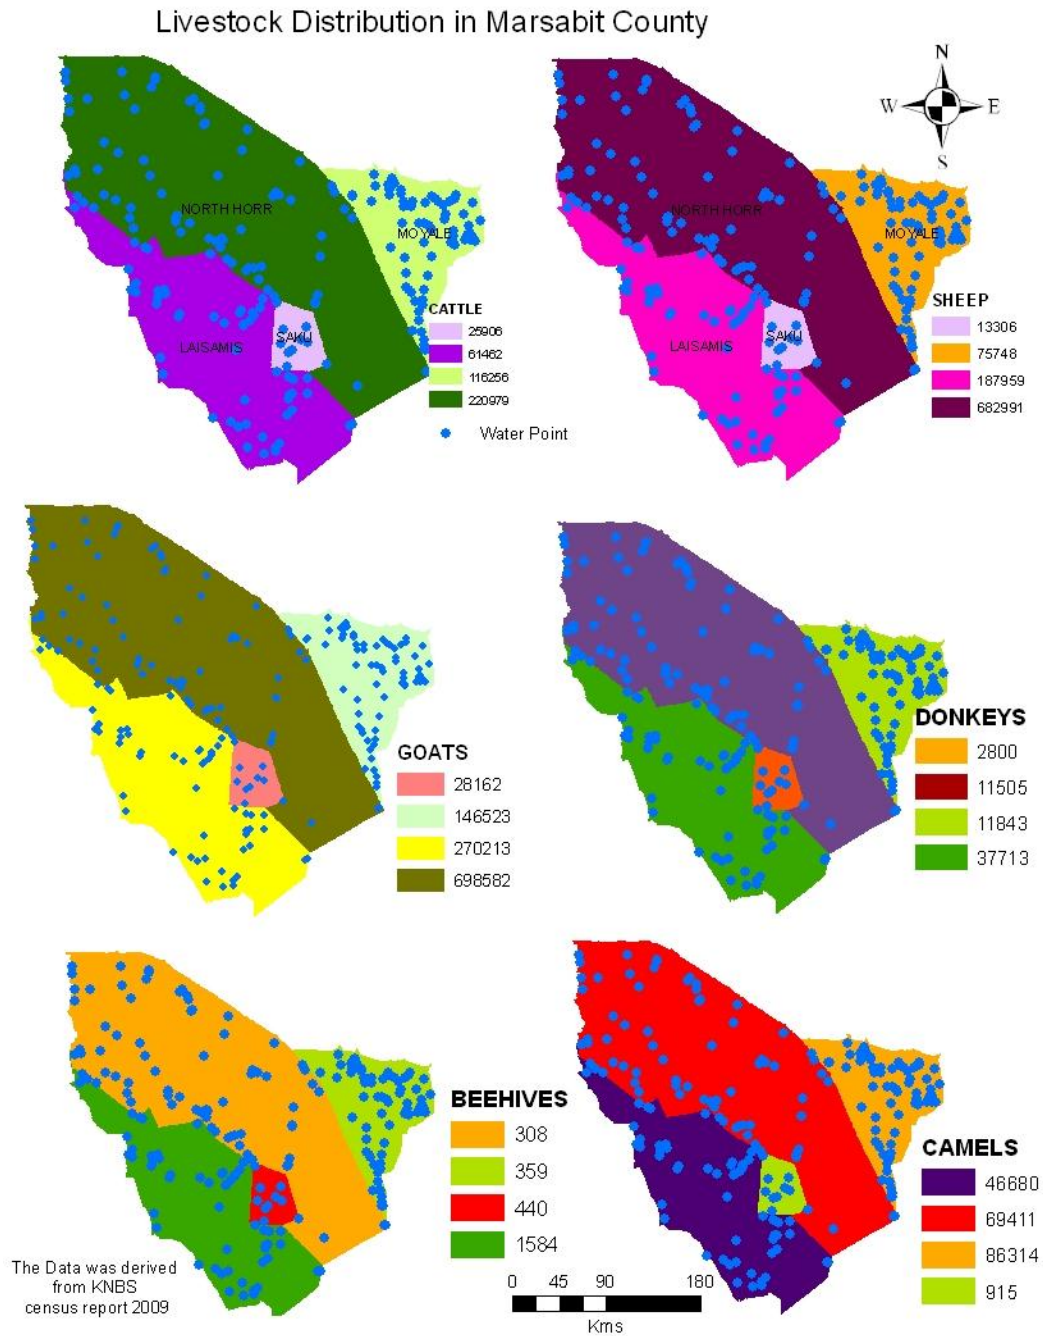 Livestock Distribution in Marsabit County
N
W E
S
NORTH HORR
MOYALE
LAISAMIS
SAKU
CATTLE
25906
61462
116256
220979
Water Point
NORTH HORR
MOYALE
LAISAMIS
SAKU
SHEEP
13306
75748
187959
682991
GOATS
28162
146523
270213
698582
DONKEYS
2800
11505
11843
37713
BEEHIVES
308
359
440
1584
CAMELS
46680
69411
86314
915
The Data was derived
from KNBS
census report 2009
0 45 90 180
Kms